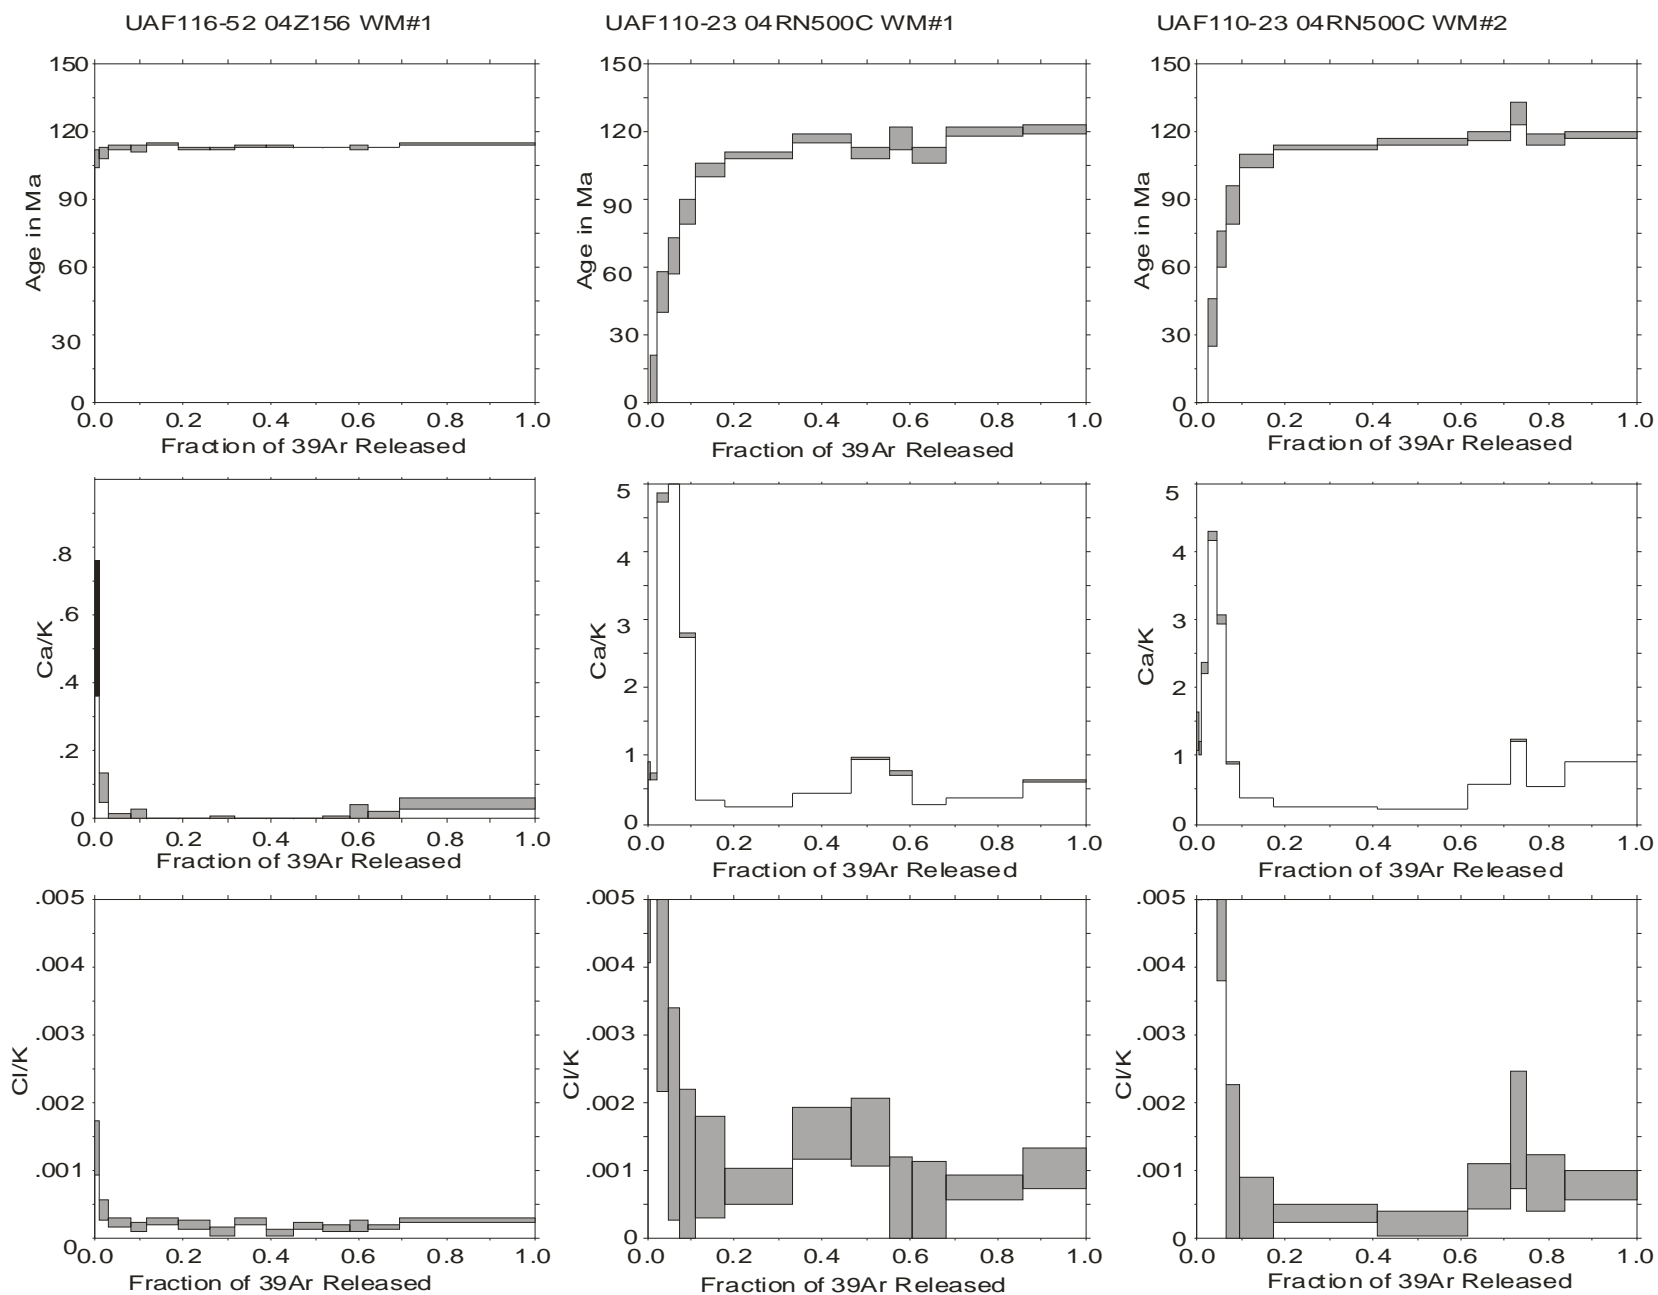 UAF116-52 04Z156 WM#1
UAF110-23 04RN500C WM#1
UAF110-23 04RN500C WM#2
150
120
90
60
30
0
Age in Ma
0.0 0.2 0.4 0.6 0.8 1.0
Fraction of 39Ar Released
150
120
90
60
30
0
Age in Ma
0.0 0.2 0.4 0.6 0.8 1.0
Fraction of 39Ar Released
150
120
90
60
30
0
Age in Ma
0.0 0.2 0.4 0.6 0.8 1.0
Fraction of 39Ar Released
.8
.6
.4
.2
0
Ca/K
0.0 0.2 0.4 0.6 0.8 1.0
Fraction of 39Ar Released
5
4
3
2
1
0
Ca/K
0.0 0.2 0.4 0.6 0.8 1.0
Fraction of 39Ar Released
5
4
3
2
1
0
Ca/K
0.0 0.2 0.4 0.6 0.8 1.0
Fraction of 39Ar Released
.005
.004
.003
.002
.001
0
Cl/K
0.0 0.2 0.4 0.6 0.8 1.0
Fraction of 39Ar Released
.005
.004
.003
.002
.001
0
Cl/K
0.0 0.2 0.4 0.6 0.8 1.0
Fraction of 39Ar Released
.005
.004
.003
.002
.001
0
Cl/K
0.0 0.2 0.4 0.6 0.8 1.0
Fraction of 39Ar Released